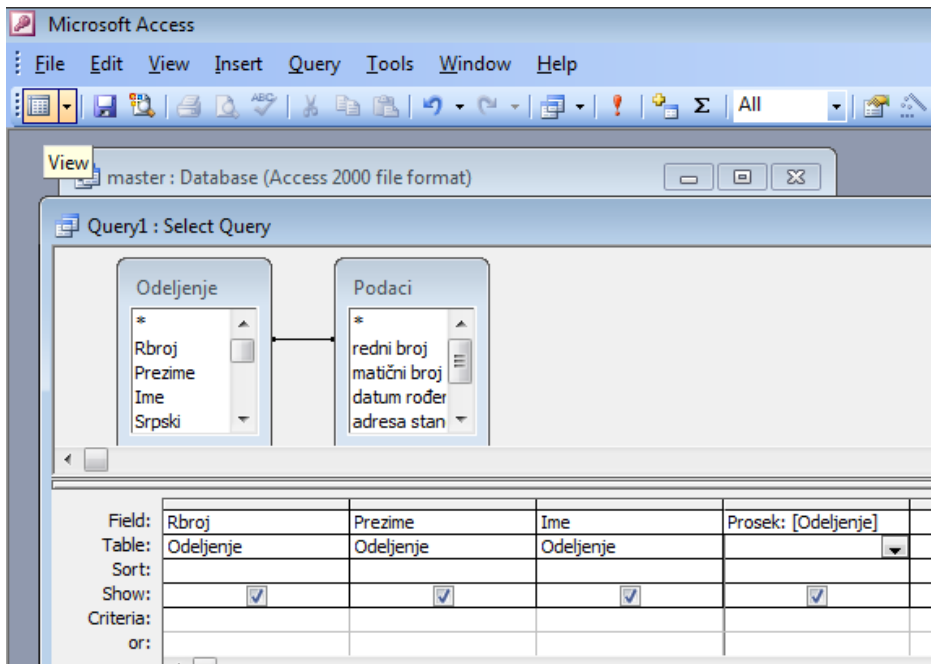 Microsoft Access
File Edit View Insert Query Tools Window Help
ABC Σ All
View
master : Database (Access 2000 file format)
Query1 : Select Query
Odeljenje Podaci
* *
Rbroj redni broj
Prezime matični broj
Ime datum rođer
Srpski adresa stan
Field: Rbroj Prezime Ime Prosek: [Odeljenje]
Table: Odeljenje Odeljenje Odeljenje
Sort:
Show:
Criteria:
or: